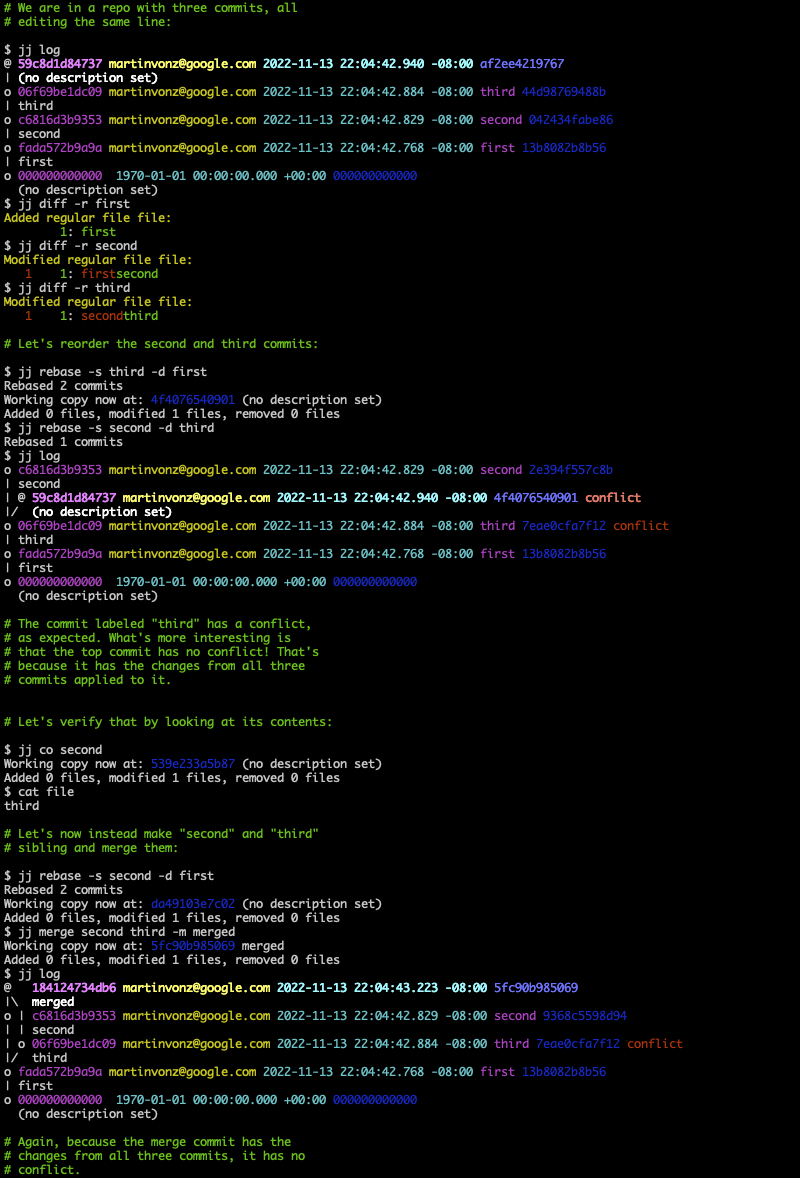 # We are in a repo with three commits, all
# editing the same line:

$ jj log
@ 59c8d1d84737 martinvonz@google.com 2022-11-13 22:04:42.940 -08:00 af2ee4219767
| (no description set)
o 06f69be1dc09 martinvonz@google.com 2022-11-13 22:04:42.884 -08:00 third 44d98769488b
| third
o c6816d3b9353 martinvonz@google.com 2022-11-13 22:04:42.829 -08:00 second 042434fabe86
| second
o fada572b9a9a martinvonz@google.com 2022-11-13 22:04:42.768 -08:00 first 13b8082b8b56
| first
o 000000000000  1970-01-01 00:00:00.000 +00:00 000000000000
  (no description set)
$ jj diff -r first
Added regular file file:
        1: first
$ jj diff -r second
Modified regular file file:
   1    1: firstsecond
$ jj diff -r third
Modified regular file file:
   1    1: secondthird

# Let's reorder the second and third commits:

$ jj rebase -s third -d first
Rebased 2 commits
Working copy now at: 4f4076540901 (no description set)
Added 0 files, modified 1 files, removed 0 files
$ jj rebase -s second -d third
Rebased 1 commits
$ jj log
o c6816d3b9353 martinvonz@google.com 2022-11-13 22:04:42.829 -08:00 second 2e394f557c8b
| second
| @ 59c8d1d84737 martinvonz@google.com 2022-11-13 22:04:42.940 -08:00 4f4076540901 conflict
|/  (no description set)
o 06f69be1dc09 martinvonz@google.com 2022-11-13 22:04:42.884 -08:00 third 7eae0cfa7f12 conflict
| third
o fada572b9a9a martinvonz@google.com 2022-11-13 22:04:42.768 -08:00 first 13b8082b8b56
| first
o 000000000000  1970-01-01 00:00:00.000 +00:00 000000000000
  (no description set)

# The commit labeled "third" has a conflict,
# as expected. What's more interesting is
# that the top commit has no conflict! That's
# because it has the changes from all three
# commits applied to it.


# Let's verify that by looking at its contents:

$ jj co second
Working copy now at: 539e233a5b87 (no description set)
Added 0 files, modified 1 files, removed 0 files
$ cat file
third

# Let's now instead make "second" and "third"
# sibling and merge them:

$ jj rebase -s second -d first
Rebased 2 commits
Working copy now at: da49103e7c02 (no description set)
Added 0 files, modified 1 files, removed 0 files
$ jj merge second third -m merged
Working copy now at: 5fc90b985069 merged
Added 0 files, modified 1 files, removed 0 files
$ jj log
@   184124734db6 martinvonz@google.com 2022-11-13 22:04:43.223 -08:00 5fc90b985069
|\  merged
o | c6816d3b9353 martinvonz@google.com 2022-11-13 22:04:42.829 -08:00 second 9368c5598d94
| | second
| o 06f69be1dc09 martinvonz@google.com 2022-11-13 22:04:42.884 -08:00 third 7eae0cfa7f12 conflict
|/  third
o fada572b9a9a martinvonz@google.com 2022-11-13 22:04:42.768 -08:00 first 13b8082b8b56
| first
o 000000000000  1970-01-01 00:00:00.000 +00:00 000000000000
  (no description set)

# Again, because the merge commit has the
# changes from all three commits, it has no
# conflict.